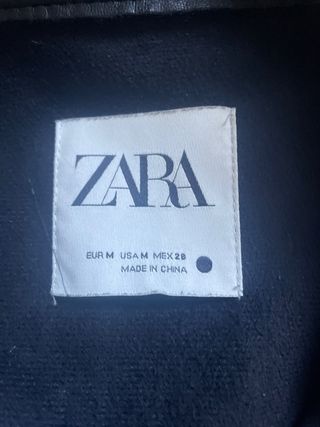 ZARA
EUR M USA M MEX 28
MADE IN CHINA